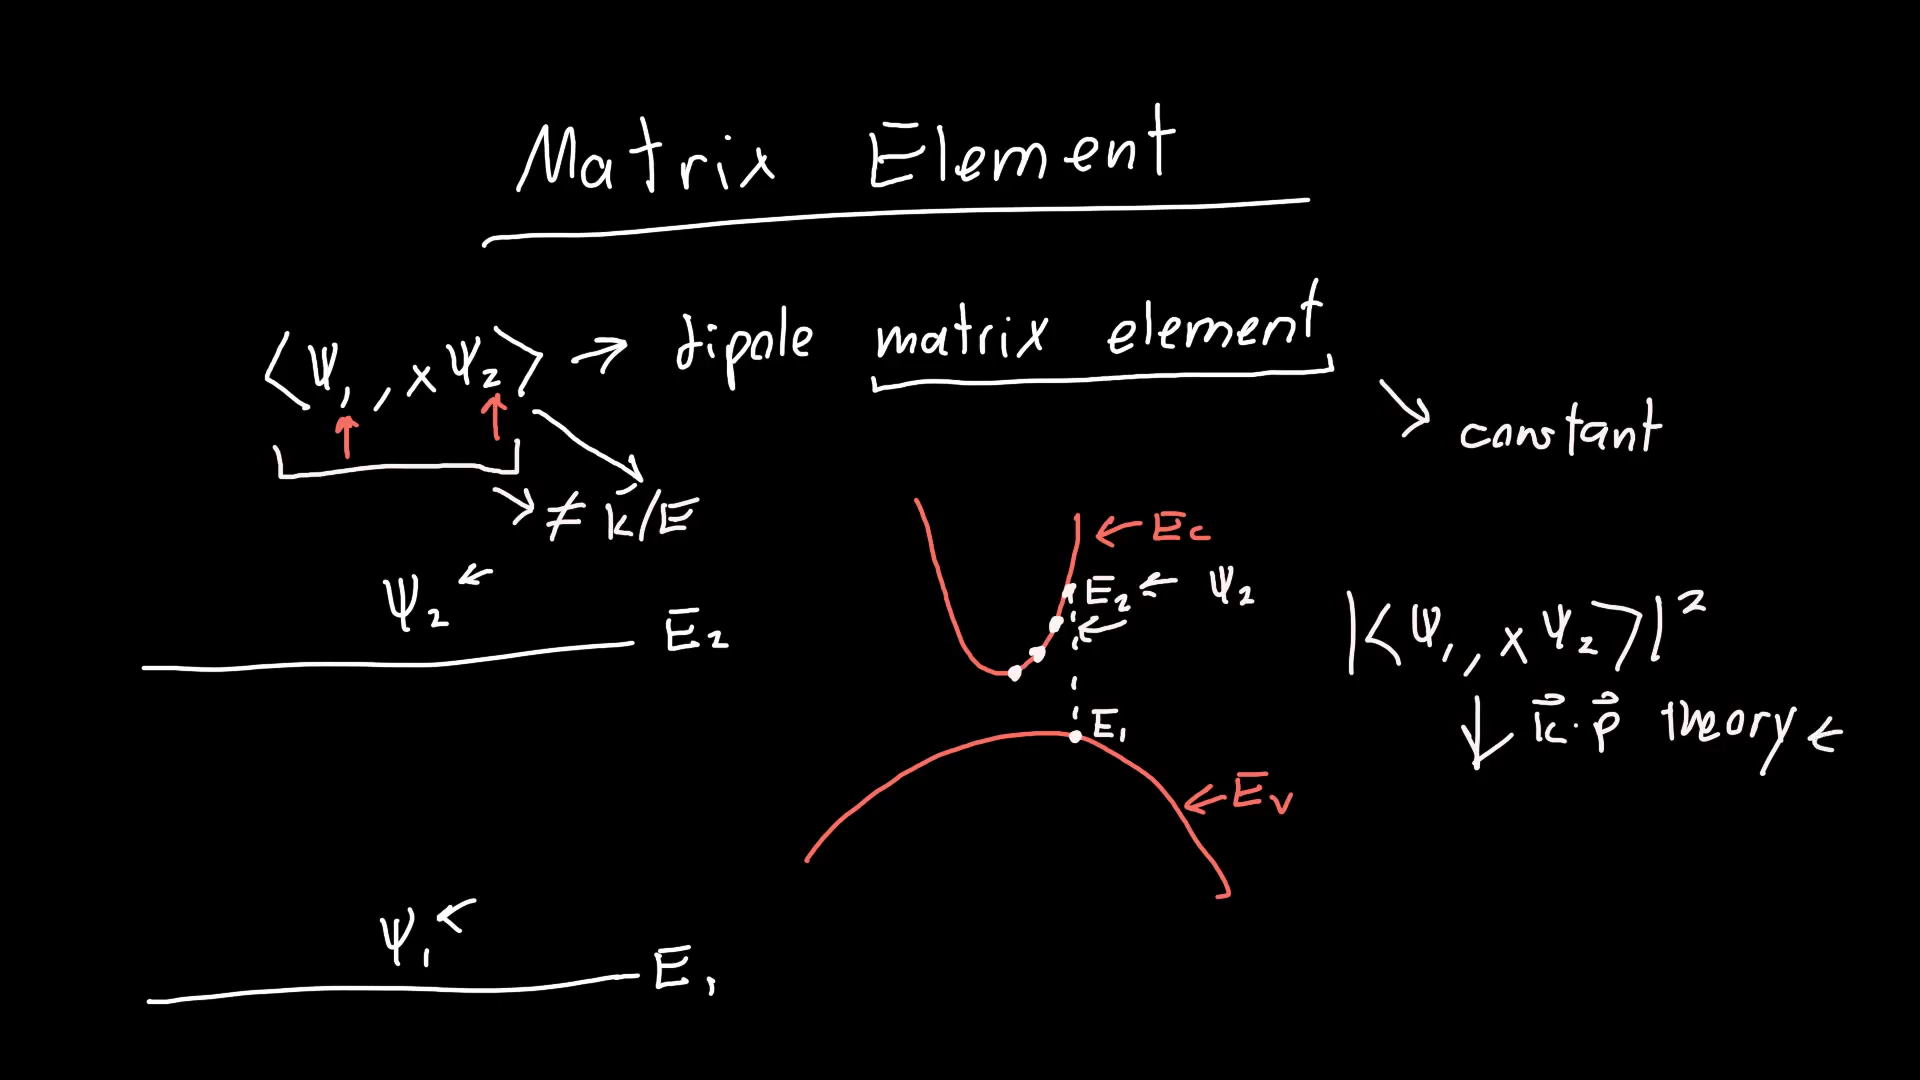 Matrix Element
⟨Ψ₁, xΨ₂⟩ → dipole matrix element
→ constant
→ ≠ k⃗/E
Ψ₂ ←
E₂
Ψ₁ ←
E₁
← Ec
E₂ ← Ψ₂
←
E₁
← Ev
|⟨Ψ₁, xΨ₂⟩|²
↓ k⃗·p⃗ theory ←